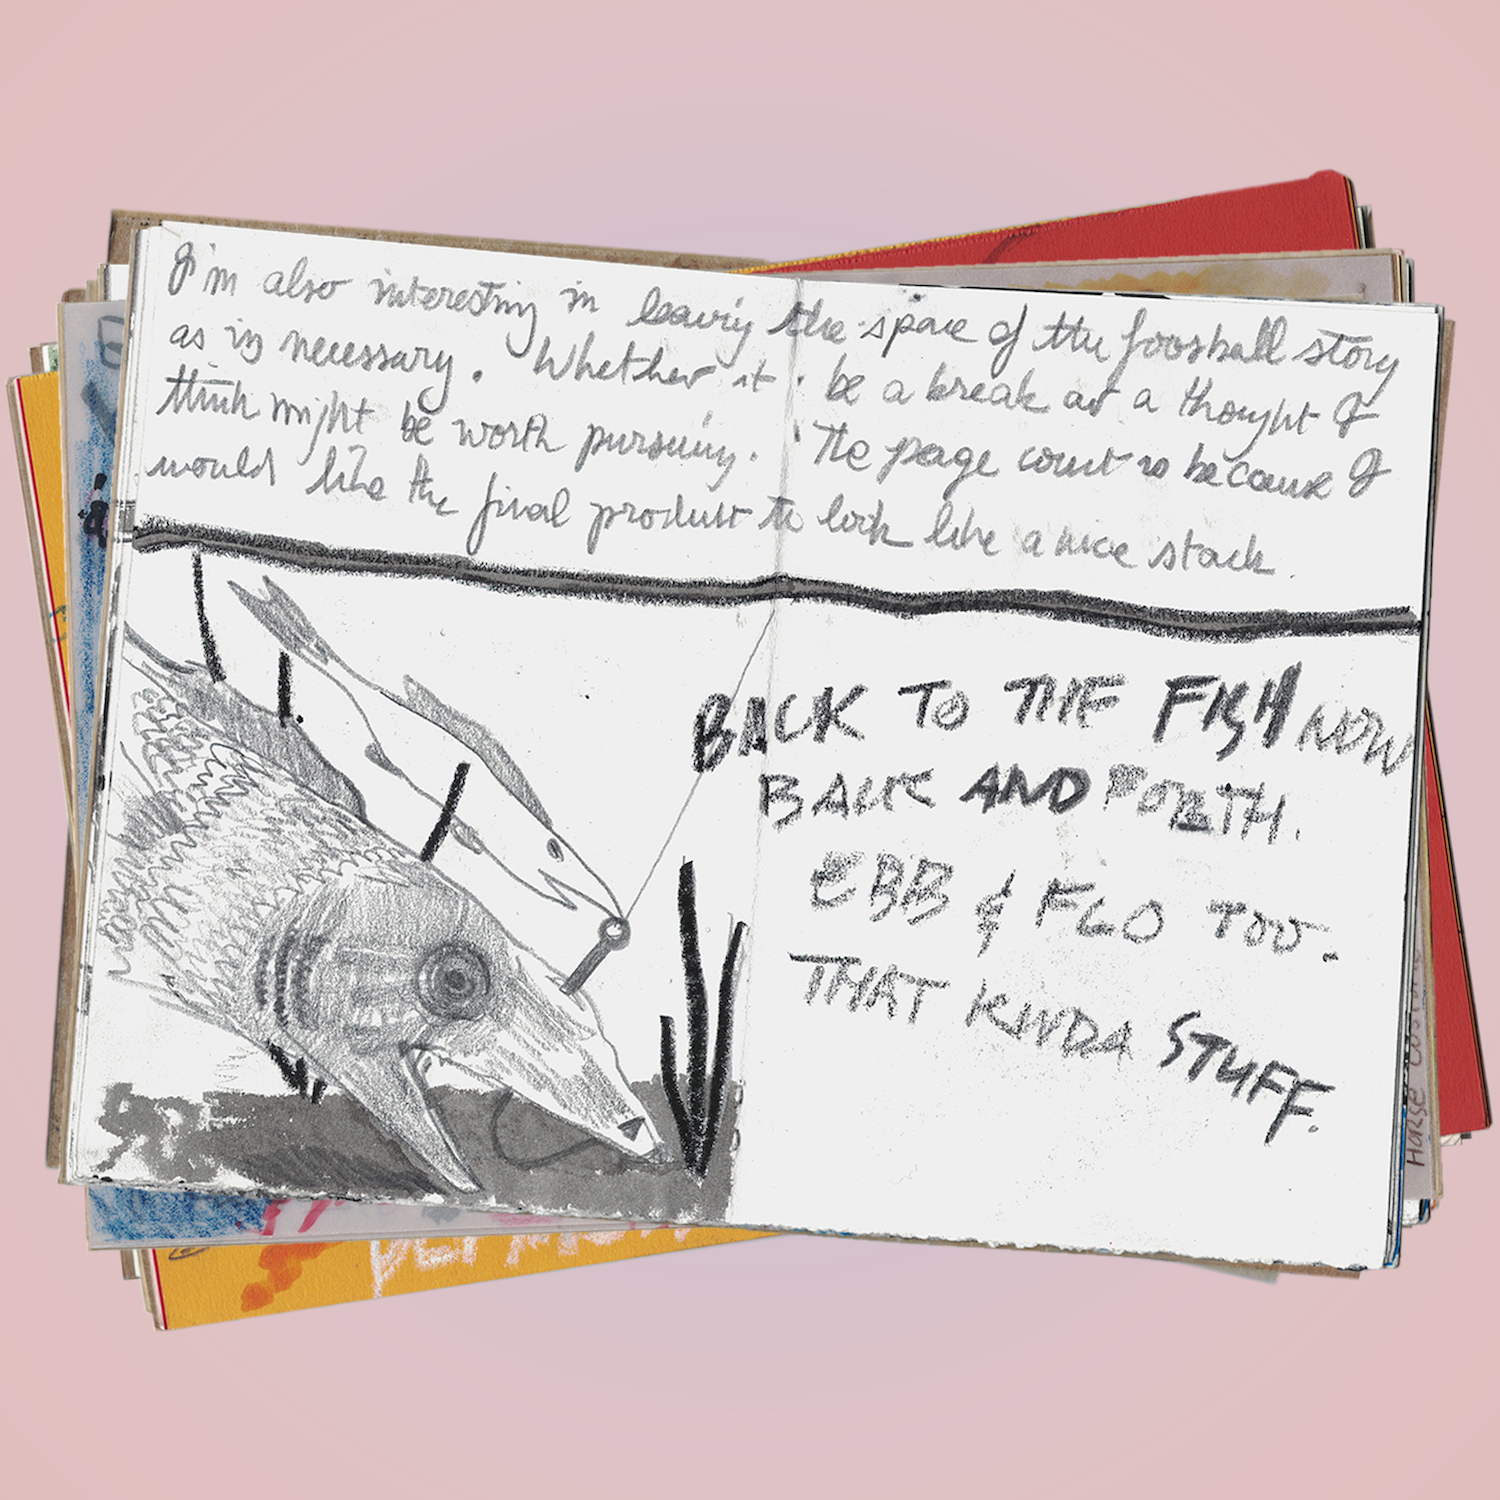 I'm also interesting in leaving the space of the foosball story
as is necessary. Whether it be a break or a thought I
think might be worth pursuing. The page count is because I
would like the final product to look like a nice stack.
BACK TO THE FISH NOW
BACK AND FORTH.
EBB & FLO TOO.
THAT KINDA STUFF.
HORSE